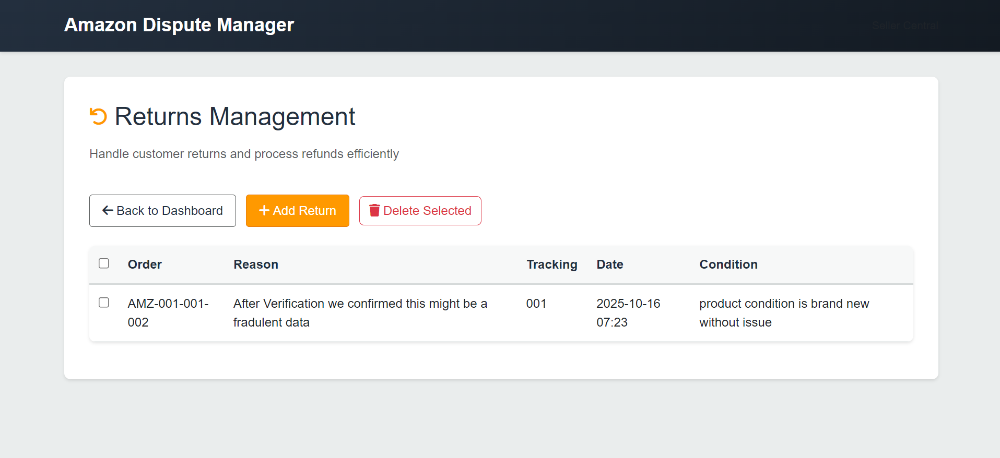 Amazon Dispute Manager
Seller Central
Returns Management
Handle customer returns and process refunds efficiently
Back to Dashboard
Add Return
Delete Selected
Order Reason Tracking Date Condition
AMZ-001-001- After Verification we confirmed this might be a 001 2025-10-16 product condition is brand new
002 fradulent data 07:23 without issue